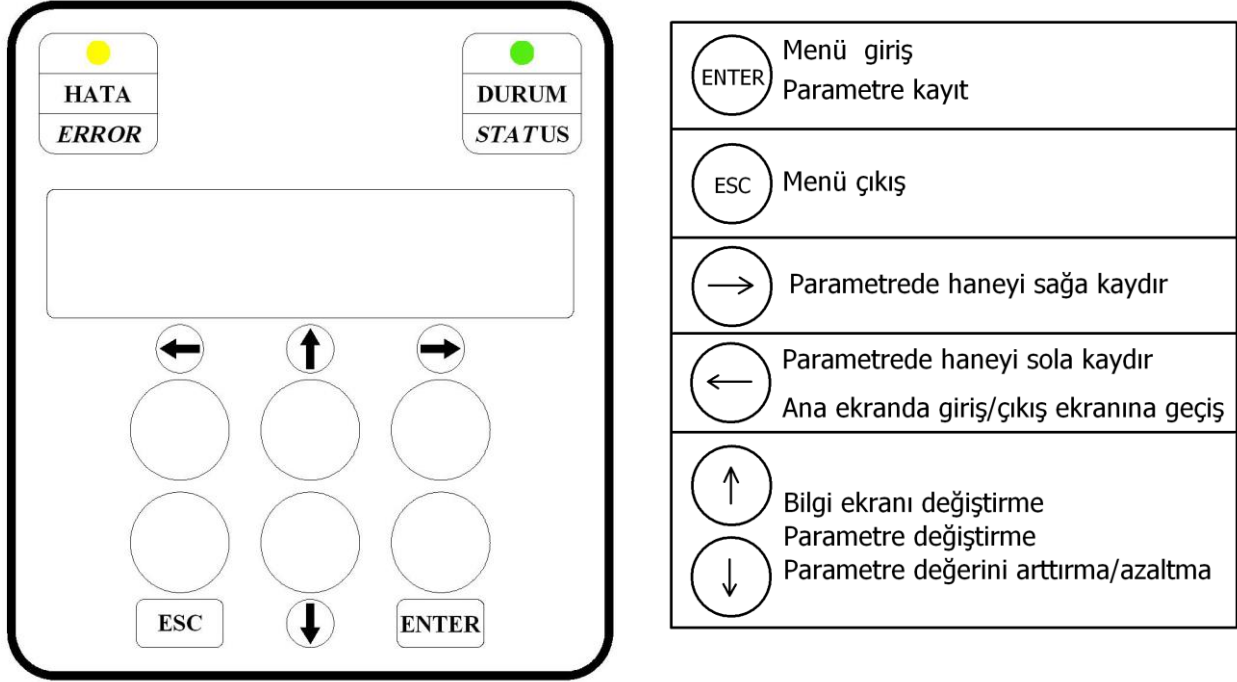 HATA
ERROR
DURUM
STATUS
ESC
ENTER
ENTER
Menü giriş
Parametre kayıt
ESC
Menü çıkış
Parametrede haneyi sağa kaydır
Parametrede haneyi sola kaydır
Ana ekranda giriş/çıkış ekranına geçiş
Bilgi ekranı değiştirme
Parametre değiştirme
Parametre değerini arttırma/azaltma